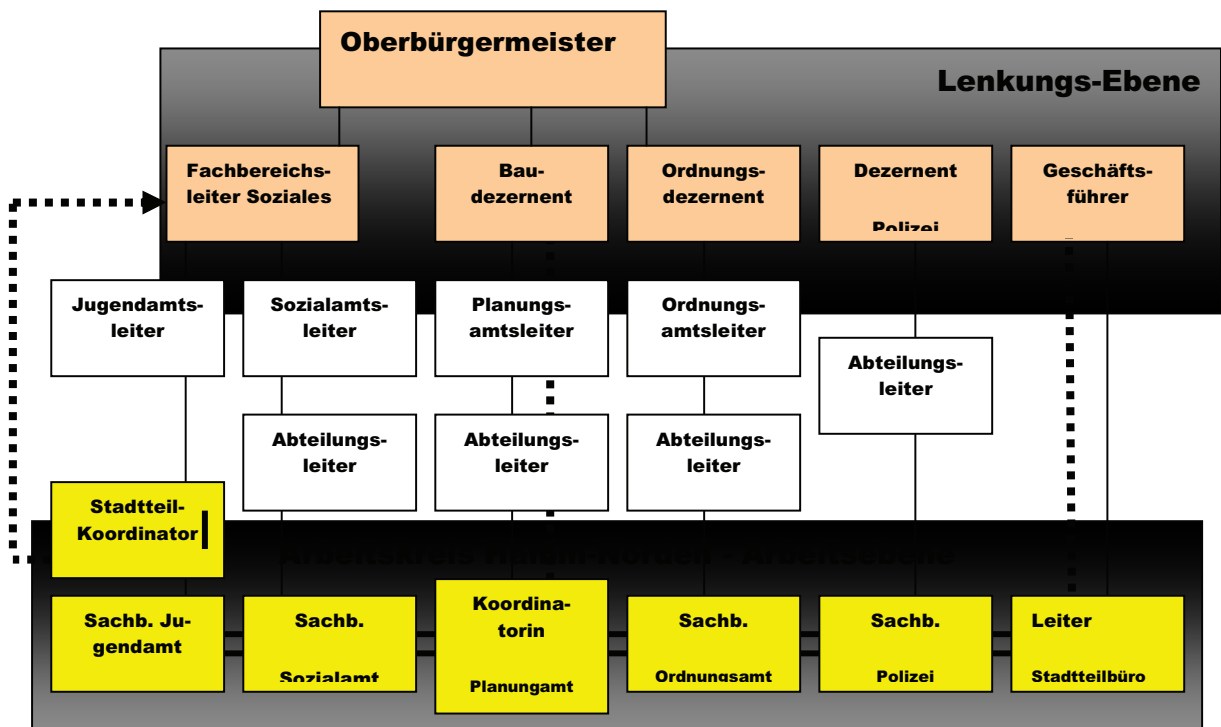 Oberbürgermeister
Lenkungs-Ebene
Fachbereichs-
leiter Soziales
Bau-
dezernent
Ordnungs-
dezernent
Dezernent
Polizei
Geschäfts-
führer
Jugendamts-
leiter
Sozialamts-
leiter
Planungs-
amtsleiter
Ordnungs-
amtsleiter
Abteilungs-
leiter
Abteilungs-
leiter
Abteilungs-
leiter
Abteilungs-
leiter
Stadtteil-
Koordinator
Arbeitskreis - Arbeitsebene
Sachb. Ju-
gendamt
Sachb.
Sozialamt
Koordina-
torin
Planungamt
Sachb.
Ordnungsamt
Sachb.
Polizei
Leiter
Stadtteilbüro